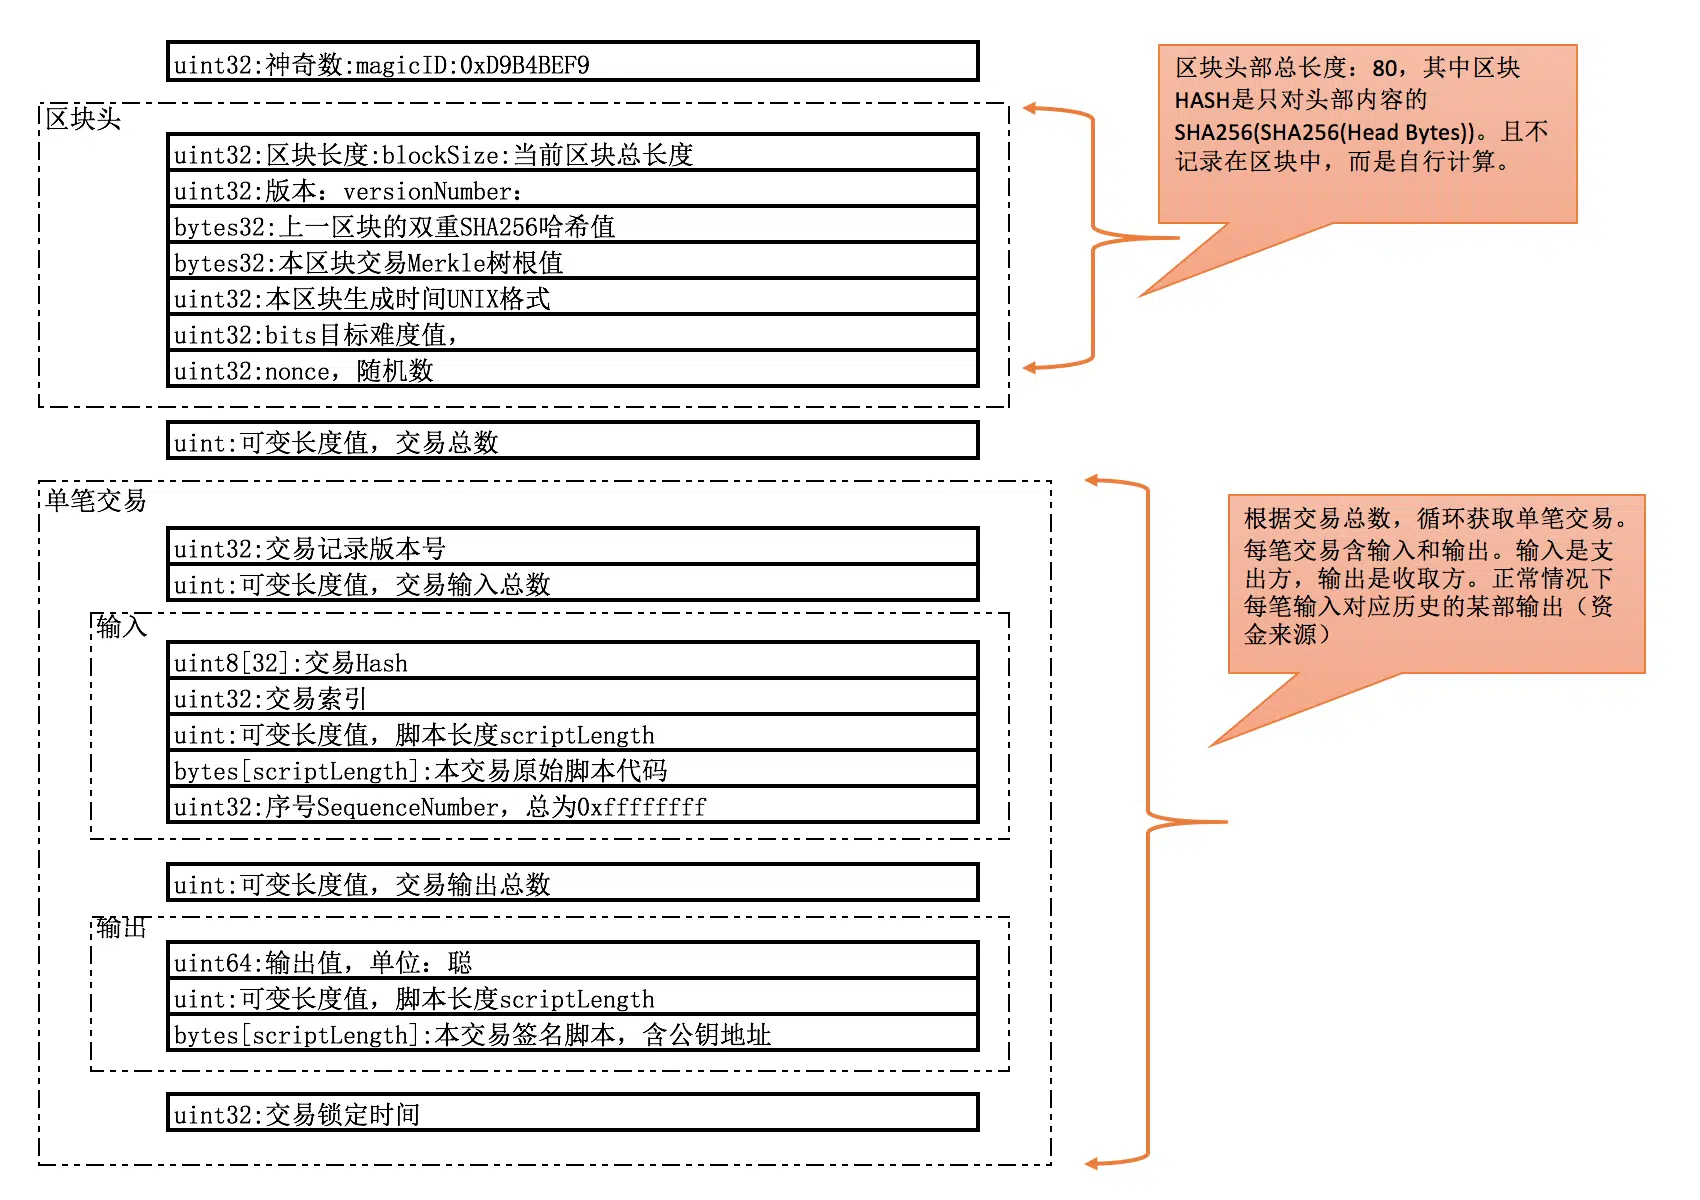 uint32:神奇数:magicID:0xD9B4BEF9
区块头
uint32:区块长度:blockSize:当前区块总长度
uint32:版本：versionNumber：
bytes32:上一区块的双重SHA256哈希值
bytes32:本区块交易Merkle树根值
uint32:本区块生成时间UNIX格式
uint32:bits目标难度值，
uint32:nonce，随机数
区块头部总长度：80，其中区块
HASH是只对头部内容的
SHA256(SHA256(Head Bytes))。且不
记录在区块中，而是自行计算。
uint:可变长度值，交易总数
单笔交易
uint32:交易记录版本号
uint:可变长度值，交易输入总数
输入
uint8[32]:交易Hash
uint32:交易索引
uint:可变长度值，脚本长度scriptLength
bytes[scriptLength]:本交易原始脚本代码
uint32:序号SequenceNumber，总为0xffffffff
uint:可变长度值，交易输出总数
输出
uint64:输出值，单位：聪
uint:可变长度值，脚本长度scriptLength
bytes[scriptLength]:本交易签名脚本，含公钥地址
uint32:交易锁定时间
根据交易总数，循环获取单笔交易。
每笔交易含输入和输出。输入是支
出方，输出是收取方。正常情况下
每笔输入对应历史的某部输出（资
金来源）